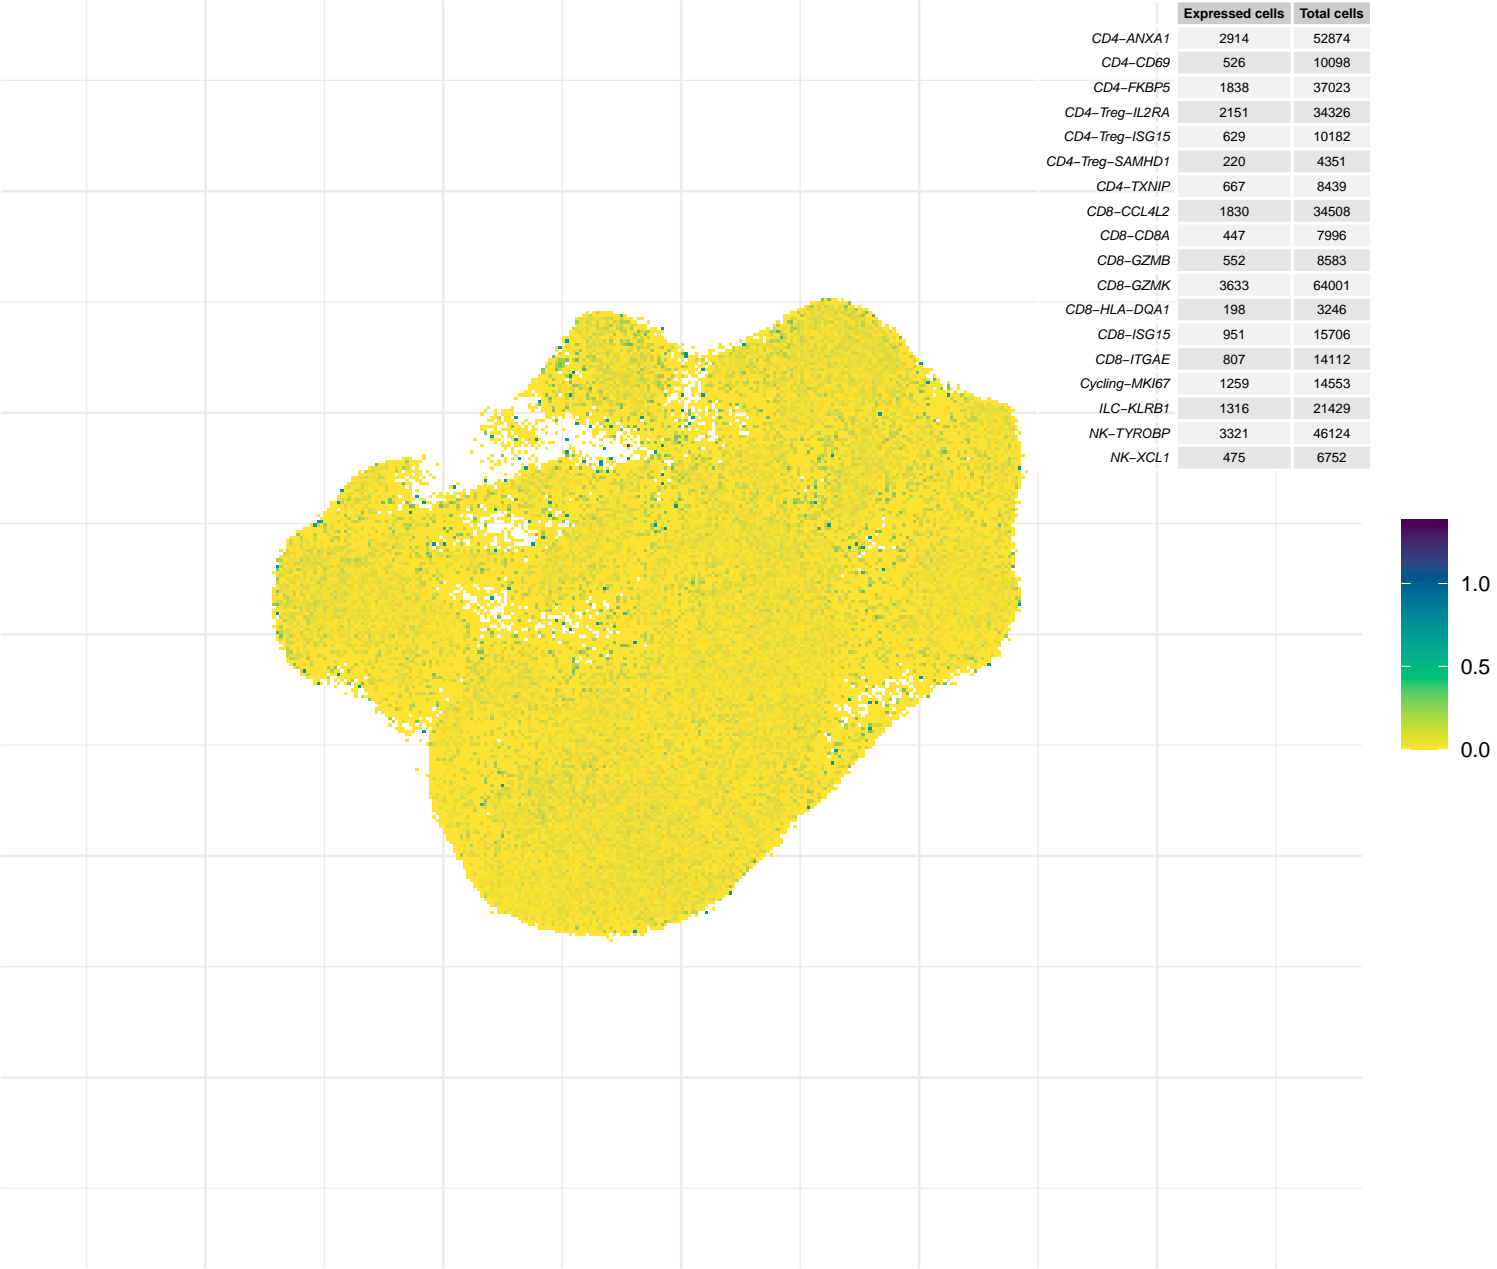 Expressed cells Total cells
CD4−ANXA1 2914 52874
CD4−CD69 526 10098
CD4−FKBP5 1838 37023
CD4−Treg−IL2RA 2151 34326
CD4−Treg−ISG15 629 10182
CD4−Treg−SAMHD1 220 4351
CD4−TXNIP 667 8439
CD8−CCL4L2 1830 34508
CD8−CD8A 447 7996
CD8−GZMB 552 8583
CD8−GZMK 3633 64001
CD8−HLA−DQA1 198 3246
CD8−ISG15 951 15706
CD8−ITGAE 807 14112
Cycling−MKI67 1259 14553
ILC−KLRB1 1316 21429
NK−TYROBP 3321 46124
NK−XCL1 475 6752
1.0
0.5
0.0